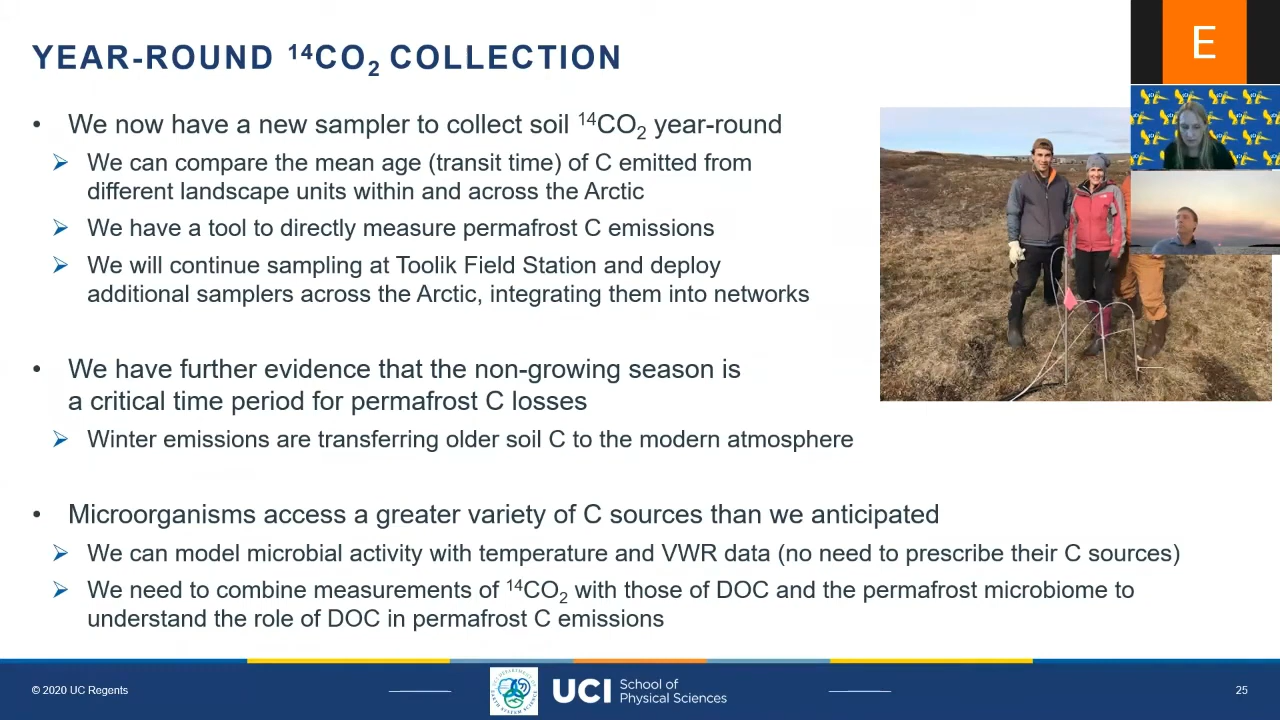 YEAR-ROUND ¹⁴CO₂ COLLECTION
E
• We now have a new sampler to collect soil ¹⁴CO₂ year-round
➢ We can compare the mean age (transit time) of C emitted from
different landscape units within and across the Arctic
➢ We have a tool to directly measure permafrost C emissions
➢ We will continue sampling at Toolik Field Station and deploy
additional samplers across the Arctic, integrating them into networks
• We have further evidence that the non-growing season is
a critical time period for permafrost C losses
➢ Winter emissions are transferring older soil C to the modern atmosphere
• Microorganisms access a greater variety of C sources than we anticipated
➢ We can model microbial activity with temperature and VWR data (no need to prescribe their C sources)
➢ We need to combine measurements of ¹⁴CO₂ with those of DOC and the permafrost microbiome to
understand the role of DOC in permafrost C emissions
© 2020 UC Regents
UCI School of
Physical Sciences
25